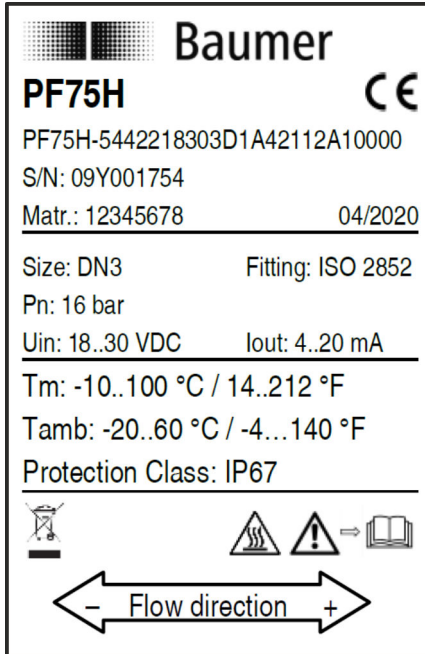 Baumer
PF75H CE
PF75H-5442218303D1A42112A10000
S/N: 09Y001754
Matr.: 12345678 04/2020
Size: DN3 Fitting: ISO 2852
Pn: 16 bar
Uin: 18..30 VDC Iout: 4..20 mA
Tm: -10..100 °C / 14..212 °F
Tamb: -20..60 °C / -4...140 °F
Protection Class: IP67
– Flow direction +